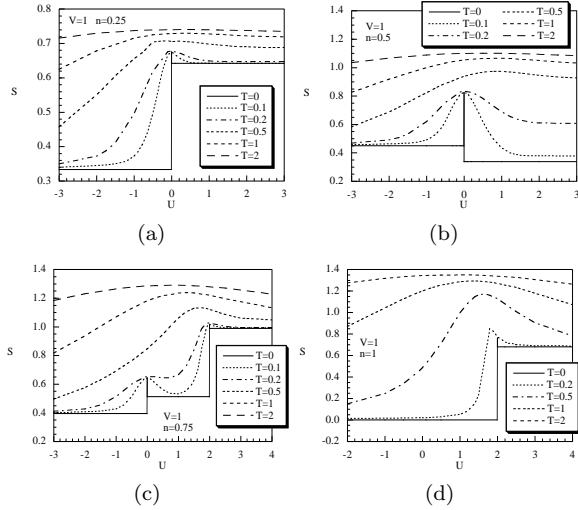 V=1 n=0.25
0.8
0.7
0.6
0.5
0.4
0.3
S
T=0
T=0.1
T=0.2
T=0.5
T=1
T=2
-3 -2 -1 0 1 2 3
U
(a)
V=1
n=0.5
T=0 T=0.5
T=0.1 T=1
T=0.2 T=2
1.4
1.2
1.0
0.8
0.6
0.4
0.2
S
-3 -2 -1 0 1 2 3
U
(b)
1.4
1.2
1.0
0.8
0.6
0.4
0.2
S
T=0
T=0.1
T=0.2
T=0.5
T=1
T=2
V=1
n=0.75
-3 -2 -1 0 1 2 3 4
U
(c)
V=1
n=1
1.4
1.2
1.0
0.8
0.6
0.4
0.2
0.0
-0.2
S
T=0
T=0.2
T=0.5
T=1
T=2
-2 -1 0 1 2 3 4
U
(d)